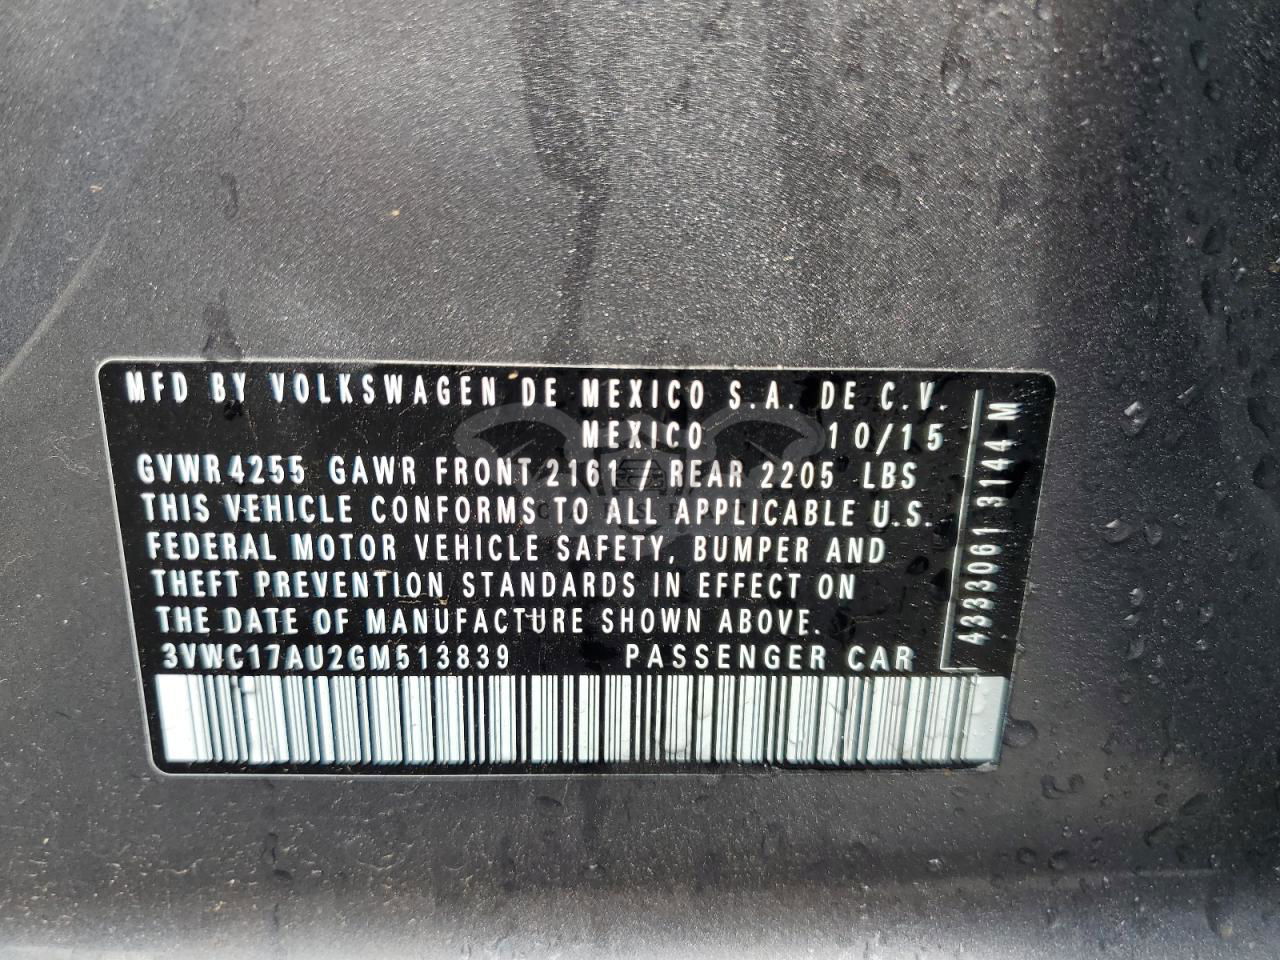 MFD BY VOLKSWAGEN DE MEXICO S.A. DE C.V.
MEXICO 10/15
GVWR 4255 GAWR FRONT 2161 / REAR 2205 LBS
THIS VEHICLE CONFORMS TO ALL APPLICABLE U.S.
FEDERAL MOTOR VEHICLE SAFETY, BUMPER AND
THEFT PREVENTION STANDARDS IN EFFECT ON
THE DATE OF MANUFACTURE SHOWN ABOVE.
3VWC17AU2GM513839 PASSENGER CAR
4333061 3144 M